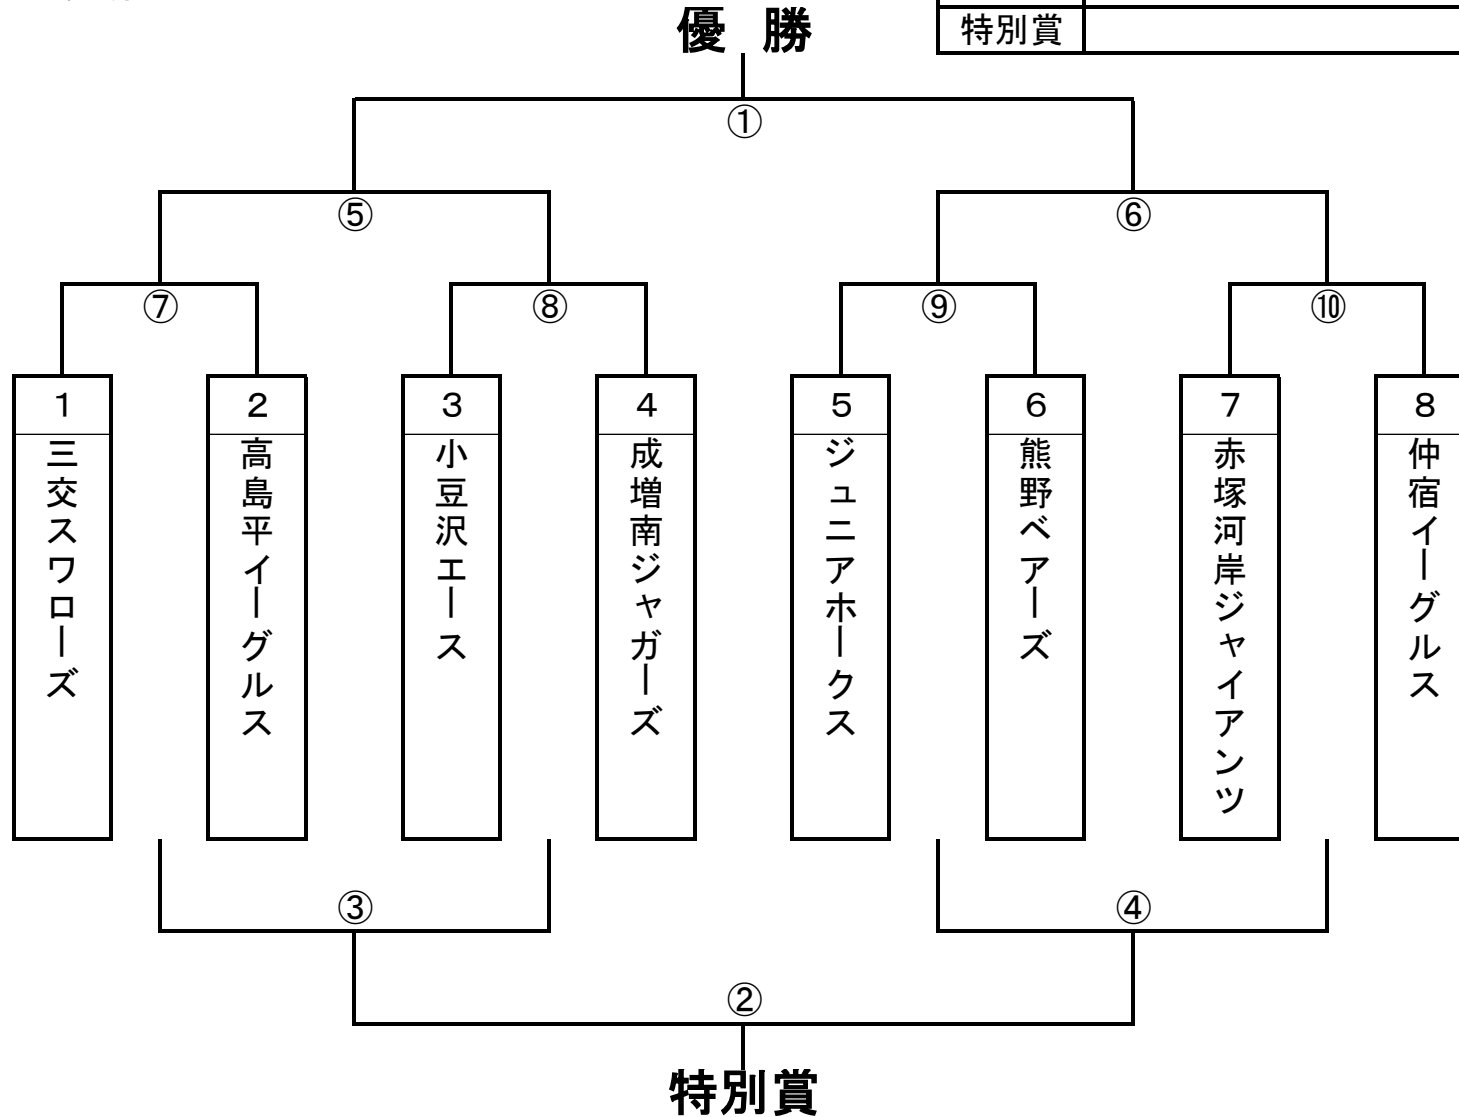 優 勝
特別賞
①
⑤
⑥
⑦
⑧
⑨
⑩
1
2
3
4
5
6
7
8
三交スワローズ
高島平イーグルス
小豆沢エース
成増南ジャガーズ
ジュニアホークス
熊野ベアーズ
赤塚河岸ジャイアンツ
仲宿イーグルス
③
④
②
特別賞